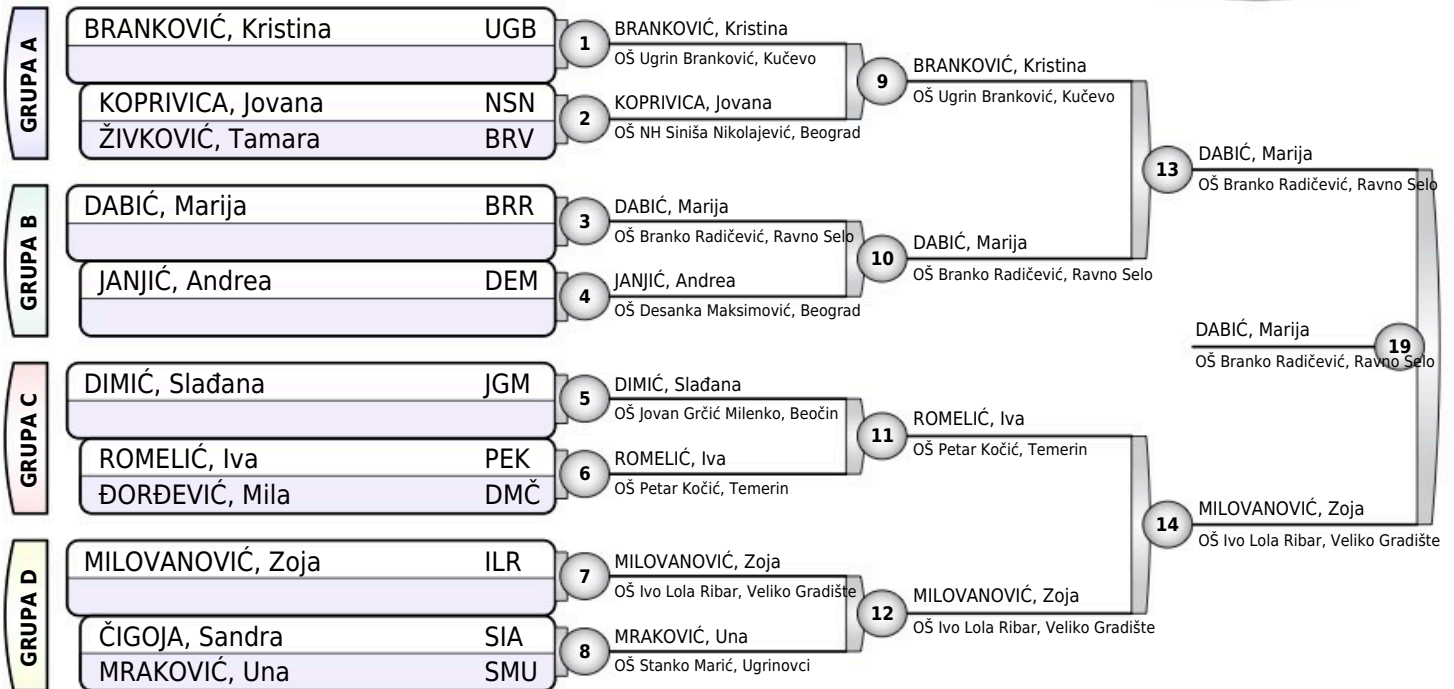 GRUPA A
BRANKOVIĆ, Kristina UGB
KOPRIVICA, Jovana NSN
ŽIVKOVIĆ, Tamara BRV
GRUPA B
DABIĆ, Marija BRR
JANJIĆ, Andrea DEM
GRUPA C
DIMIĆ, Slađana JGM
ROMELIĆ, Iva PEK
ĐORĐEVIĆ, Mila DMČ
GRUPA D
MILOVANOVIĆ, Zoja ILR
ČIGOJA, Sandra SIA
MRAKOVIĆ, Una SMU
1
BRANKOVIĆ, Kristina
OŠ Ugrin Branković, Kučevo
2
KOPRIVICA, Jovana
OŠ NH Siniša Nikolajević, Beograd
3
DABIĆ, Marija
OŠ Branko Radičević, Ravno Selo
4
JANJIĆ, Andrea
OŠ Desanka Maksimović, Beograd
5
DIMIĆ, Slađana
OŠ Jovan Grčić Milenko, Beočin
6
ROMELIĆ, Iva
OŠ Petar Kočić, Temerin
7
MILOVANOVIĆ, Zoja
OŠ Ivo Lola Ribar, Veliko Gradište
8
MRAKOVIĆ, Una
OŠ Stanko Marić, Ugrinovci
9
BRANKOVIĆ, Kristina
OŠ Ugrin Branković, Kučevo
10
DABIĆ, Marija
OŠ Branko Radičević, Ravno Selo
11
ROMELIĆ, Iva
OŠ Petar Kočić, Temerin
12
MILOVANOVIĆ, Zoja
OŠ Ivo Lola Ribar, Veliko Gradište
13
DABIĆ, Marija
OŠ Branko Radičević, Ravno Selo
14
MILOVANOVIĆ, Zoja
OŠ Ivo Lola Ribar, Veliko Gradište
19
DABIĆ, Marija
OŠ Branko Radičević, Ravno Selo